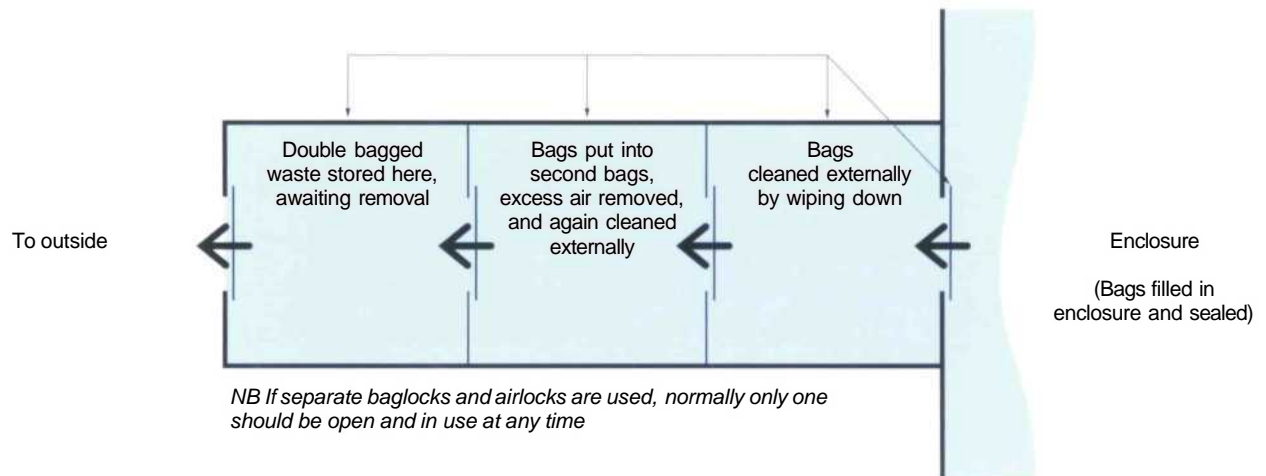 Double bagged
waste stored here,
awaiting removal
Bags put into
second bags,
excess air removed,
and again cleaned
externally
Bags
cleaned externally
by wiping down
To outside
Enclosure
(Bags filled in
enclosure and sealed)
NB If separate baglocks and airlocks are used, normally only one
should be open and in use at any time